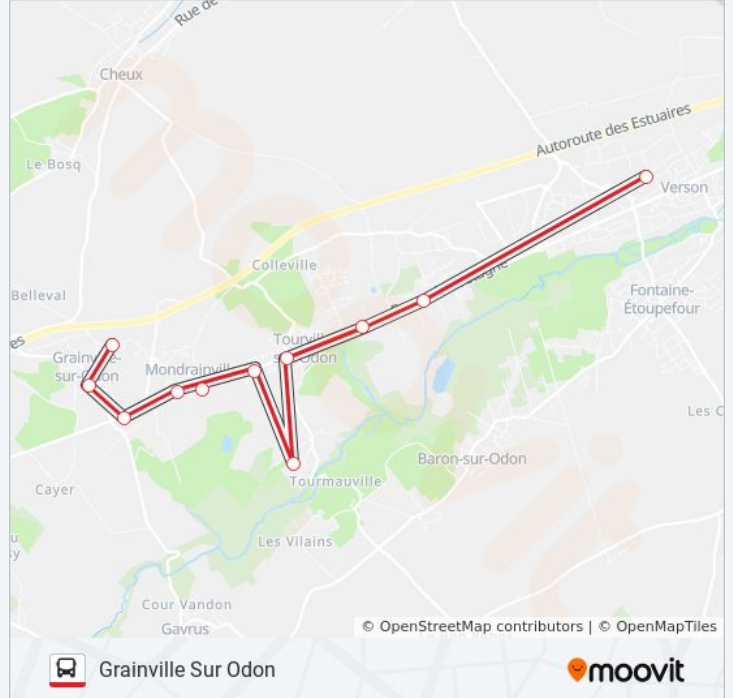 Rue de
Cheux
Autoroute des Estuaires
Le Bosq
Verson
Colleville
Belleval
Fontaine-
Étoupefour
es
Tourville
sur-Odon
Grainville-
sur-Odon
Mondrainville
Les C
Baron-sur-Odon
Tourmauville
Cayer
Les Vilains
Cour Vandon
Gavrus
© OpenStreetMap contributors | © OpenMapTiles
Grainville Sur Odon
moovit